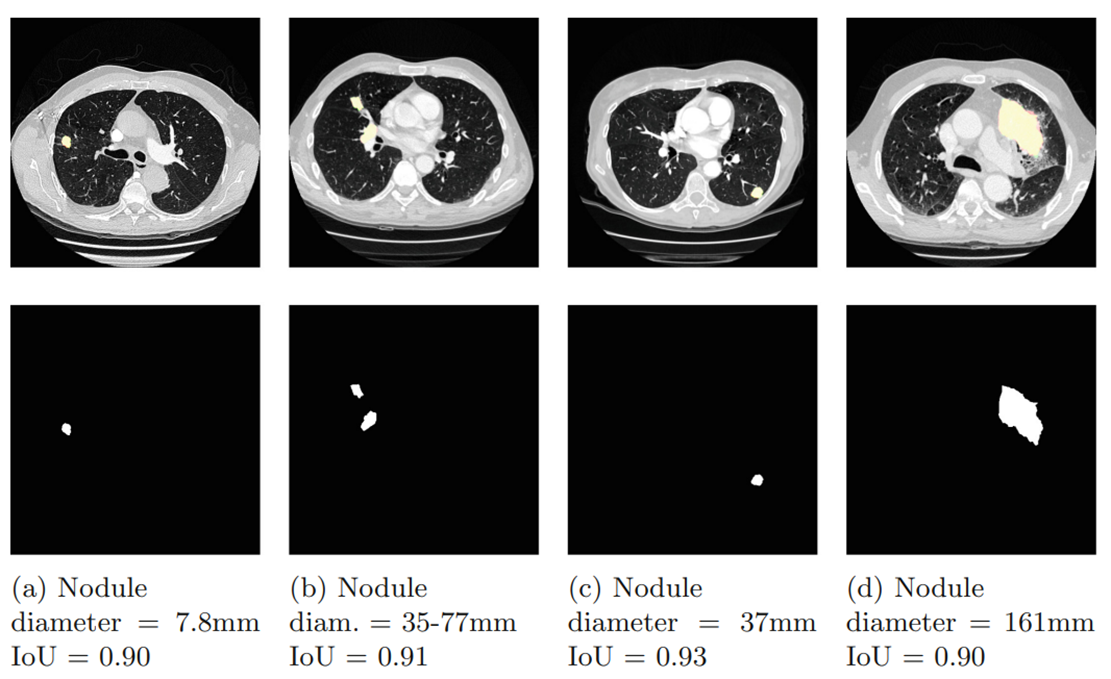 (a) Nodule
diameter = 7.8mm
IoU = 0.90
(b) Nodule
diam. = 35-77mm
IoU = 0.91
(c) Nodule
diameter = 37mm
IoU = 0.93
(d) Nodule
diameter = 161mm
IoU = 0.90